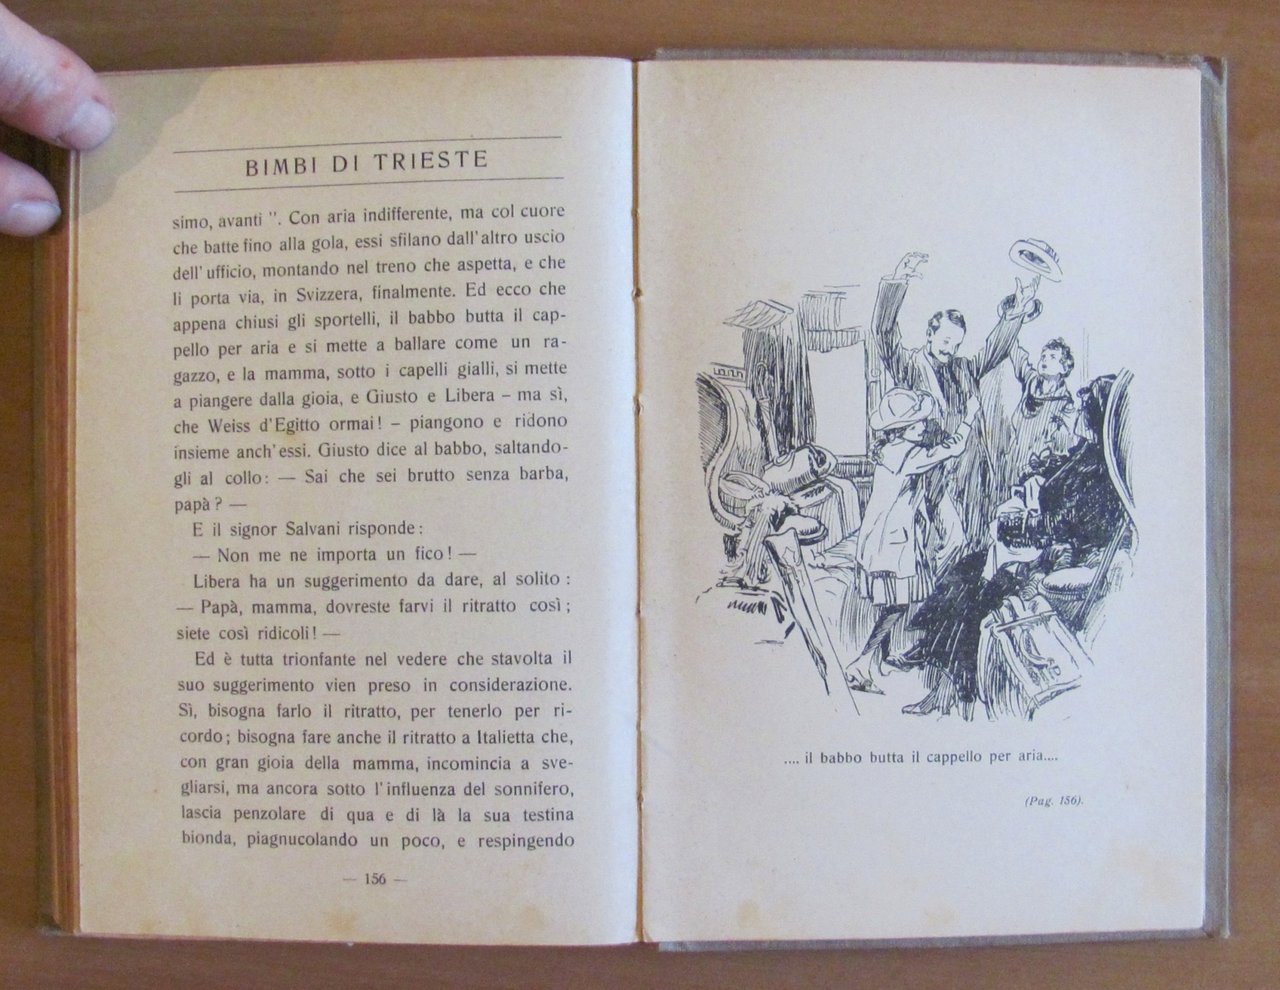 BIMBI DI TRIESTE
simo, avanti ". Con aria indifferente, ma col cuore
che batte fino alla gola, essi sfilano dall'altro uscio
dell'ufficio, montando nel treno che aspetta, e che
li porta via, in Svizzera, finalmente. Ed ecco che
appena chiusi gli sportelli, il babbo butta il cap-
pello per aria e si mette a ballare come un ra-
gazzo, e la mamma, sotto i capelli gialli, si mette
a piangere dalla gioia, e Giusto e Libera – ma sì,
che Weiss d'Egitto ormai! – piangono e ridono
insieme anch'essi. Giusto dice al babbo, saltando-
gli al collo: — Sai che sei brutto senza barba,
papà? —
E il signor Salvani risponde:
— Non me ne importa un fico! —
Libera ha un suggerimento da dare, al solito:
— Papà, mamma, dovreste farvi il ritratto così;
siete così ridicoli! —
Ed è tutta trionfante nel vedere che stavolta il
suo suggerimento vien preso in considerazione.
Sì, bisogna farlo il ritratto, per tenerlo per ri-
cordo; bisogna fare anche il ritratto a Italietta che,
con gran gioia della mamma, incomincia a sve-
gliarsi, ma ancora sotto l'influenza del sonnifero,
lascia penzolare di qua e di là la sua testina
bionda, piagnucolando un poco, e respingendo
— 156 —
.... il babbo butta il cappello per aria....
(Pag. 156).